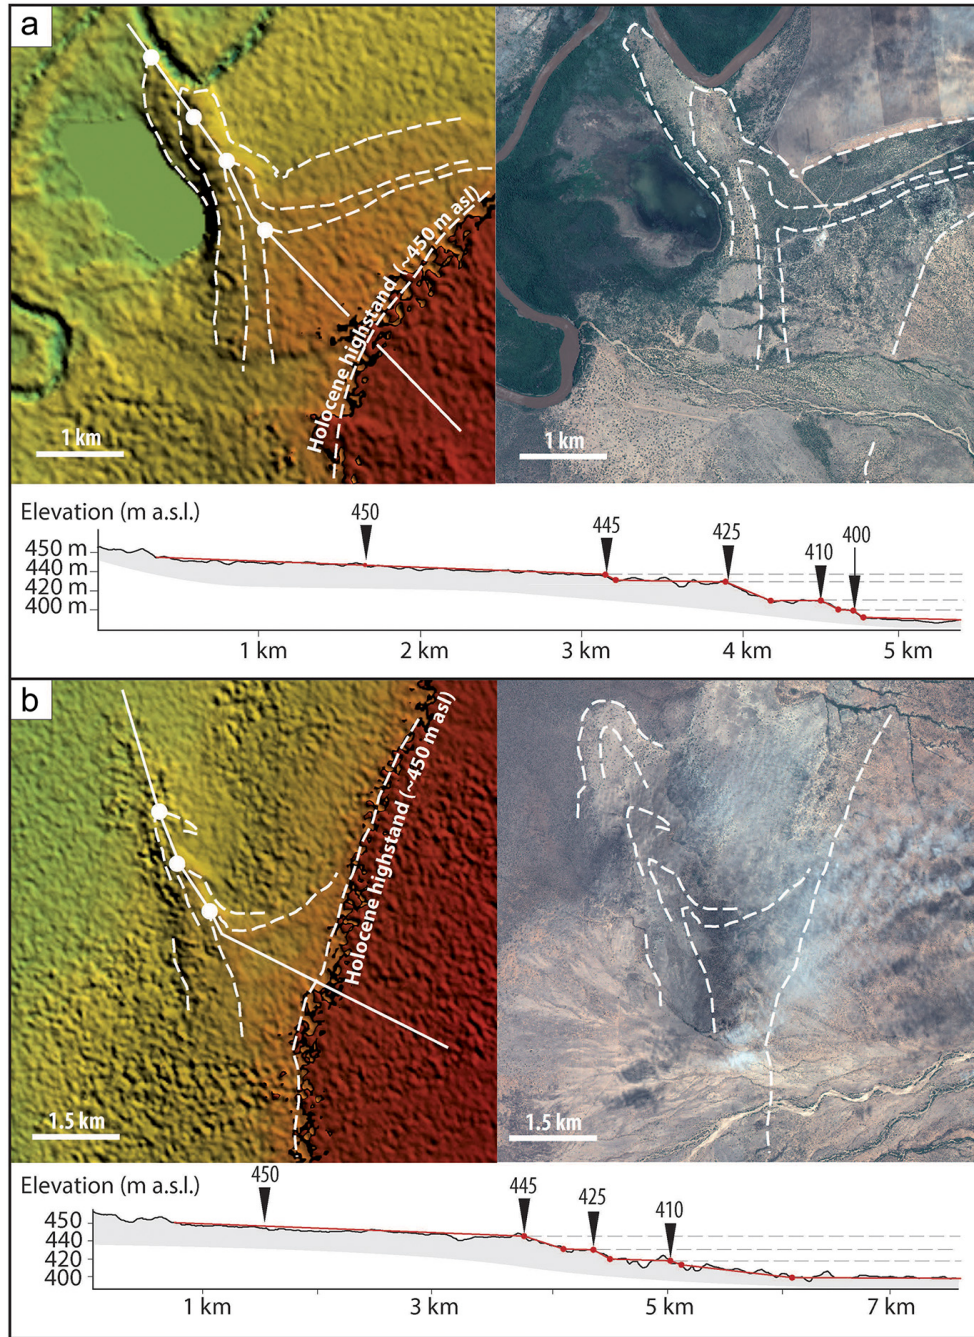 a
Holocene highstand (~450 m asl)
1 km
1 km
Elevation (m a.s.l.)
450 445 425 410 400
450 m
440 m
420 m
400 m
1 km 2 km 3 km 4 km 5 km
b
Holocene highstand (~450 m asl)
1.5 km
1.5 km
Elevation (m a.s.l.)
450 445 425 410
450
440
420
400
1 km 3 km 5 km 7 km